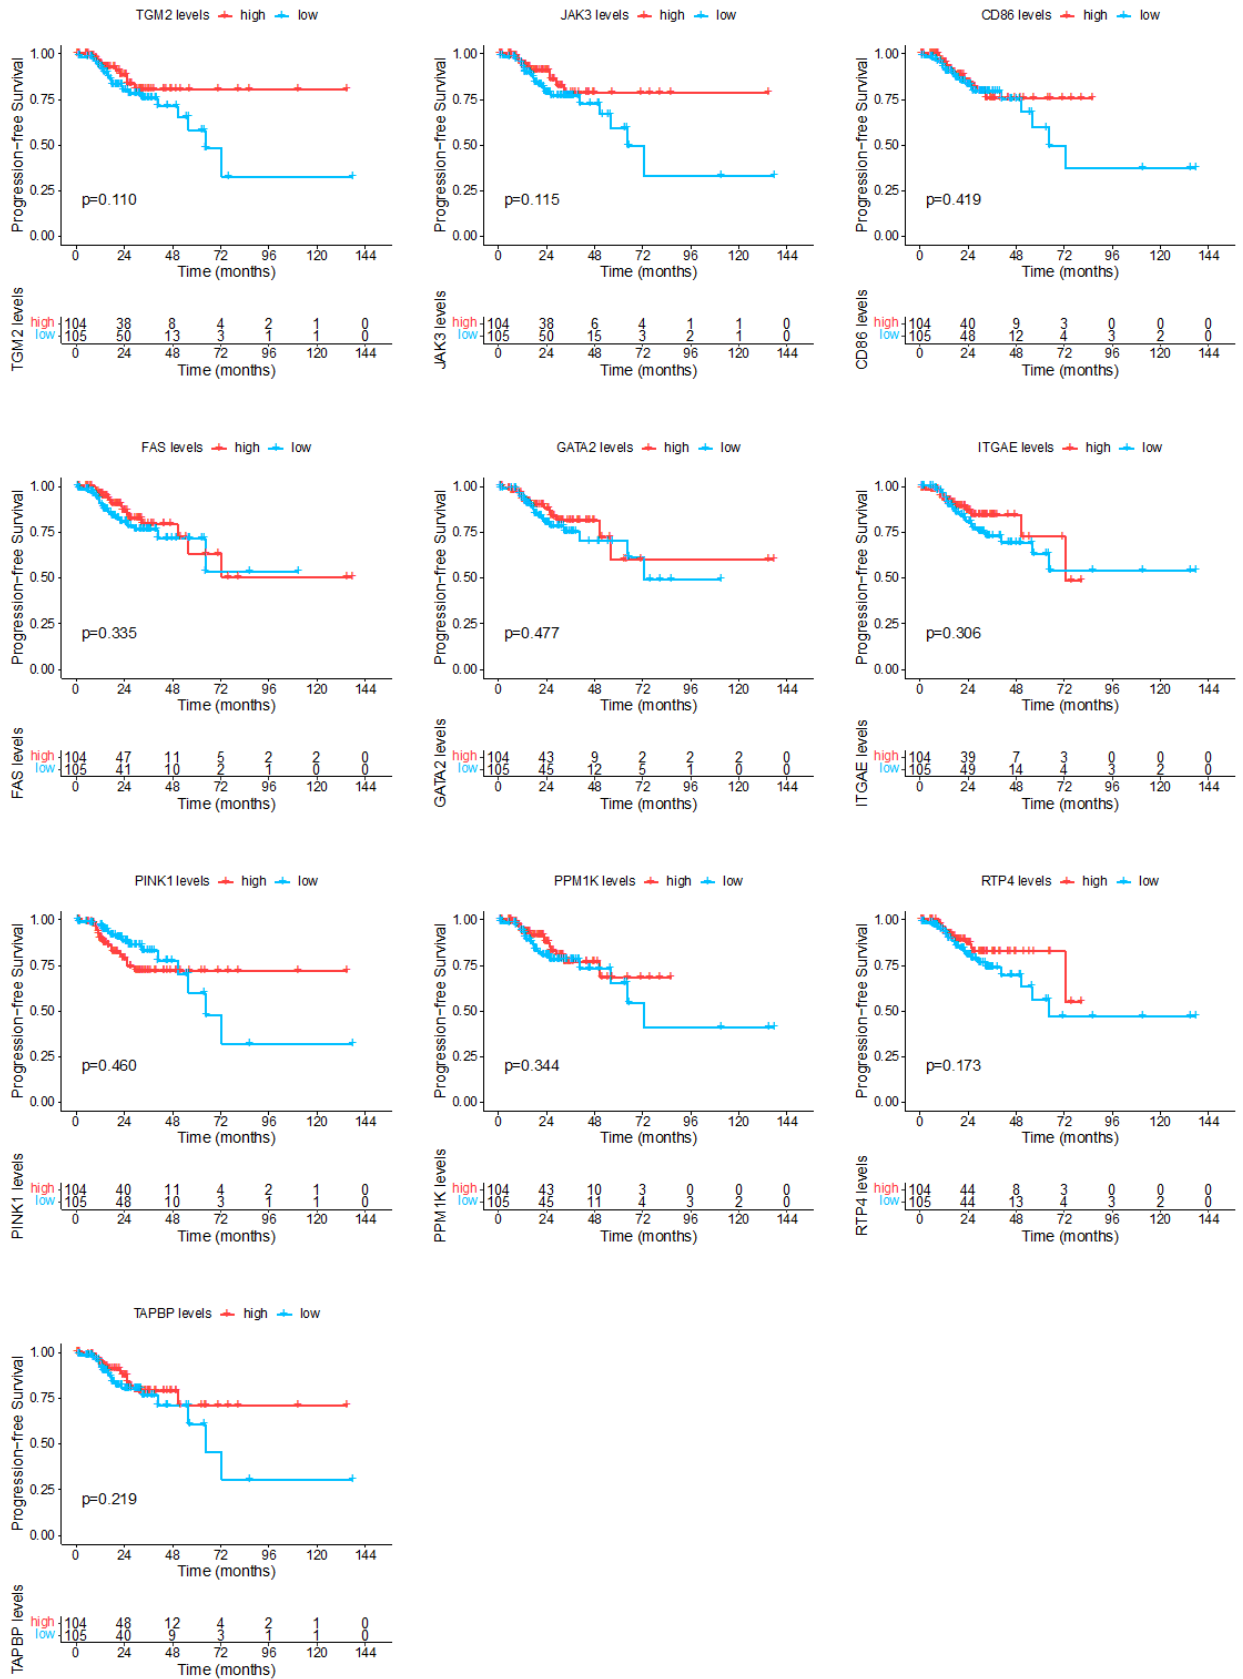 TGM2 levels high low
Progression-free Survival
1.00
0.75
0.50
0.25
0.00
p=0.110
0 24 48 72 96 120 144
Time (months)
TGM2 levels
high 104 38 8 4 2 1 0
low 105 50 13 3 1 1 0
0 24 48 72 96 120 144
Time (months)
JAK3 levels high low
Progression-free Survival
1.00
0.75
0.50
0.25
0.00
p=0.115
0 24 48 72 96 120 144
Time (months)
JAK3 levels
high 104 38 6 4 1 1 0
low 105 50 15 3 2 1 0
0 24 48 72 96 120 144
Time (months)
CD86 levels high low
Progression-free Survival
1.00
0.75
0.50
0.25
0.00
p=0.419
0 24 48 72 96 120 144
Time (months)
CD86 levels
high 104 40 9 3 0 0 0
low 105 48 12 4 3 2 0
0 24 48 72 96 120 144
Time (months)
FAS levels high low
Progression-free Survival
1.00
0.75
0.50
0.25
0.00
p=0.335
0 24 48 72 96 120 144
Time (months)
FAS levels
high 104 47 11 5 2 2 0
low 105 41 10 2 1 0 0
0 24 48 72 96 120 144
Time (months)
GATA2 levels high low
Progression-free Survival
1.00
0.75
0.50
0.25
0.00
p=0.477
0 24 48 72 96 120 144
Time (months)
GATA2 levels
high 104 43 9 2 2 2 0
low 105 45 12 5 1 0 0
0 24 48 72 96 120 144
Time (months)
ITGAE levels high low
Progression-free Survival
1.00
0.75
0.50
0.25
0.00
p=0.306
0 24 48 72 96 120 144
Time (months)
ITGAE levels
high 104 39 7 3 0 0 0
low 105 49 14 4 3 2 0
0 24 48 72 96 120 144
Time (months)
PINK1 levels high low
Progression-free Survival
1.00
0.75
0.50
0.25
0.00
p=0.460
0 24 48 72 96 120 144
Time (months)
PINK1 levels
high 104 40 11 4 2 1 0
low 105 48 10 3 1 1 0
0 24 48 72 96 120 144
Time (months)
PPM1K levels high low
Progression-free Survival
1.00
0.75
0.50
0.25
0.00
p=0.344
0 24 48 72 96 120 144
Time (months)
PPM1K levels
high 104 43 10 3 0 0 0
low 105 45 11 4 3 2 0
0 24 48 72 96 120 144
Time (months)
RTP4 levels high low
Progression-free Survival
1.00
0.75
0.50
0.25
0.00
p=0.173
0 24 48 72 96 120 144
Time (months)
RTP4 levels
high 104 44 8 3 0 0 0
low 105 44 13 4 3 2 0
0 24 48 72 96 120 144
Time (months)
TAPBP levels high low
Progression-free Survival
1.00
0.75
0.50
0.25
0.00
p=0.219
0 24 48 72 96 120 144
Time (months)
TAPBP levels
high 104 48 12 4 2 1 0
low 105 40 9 3 1 1 0
0 24 48 72 96 120 144
Time (months)